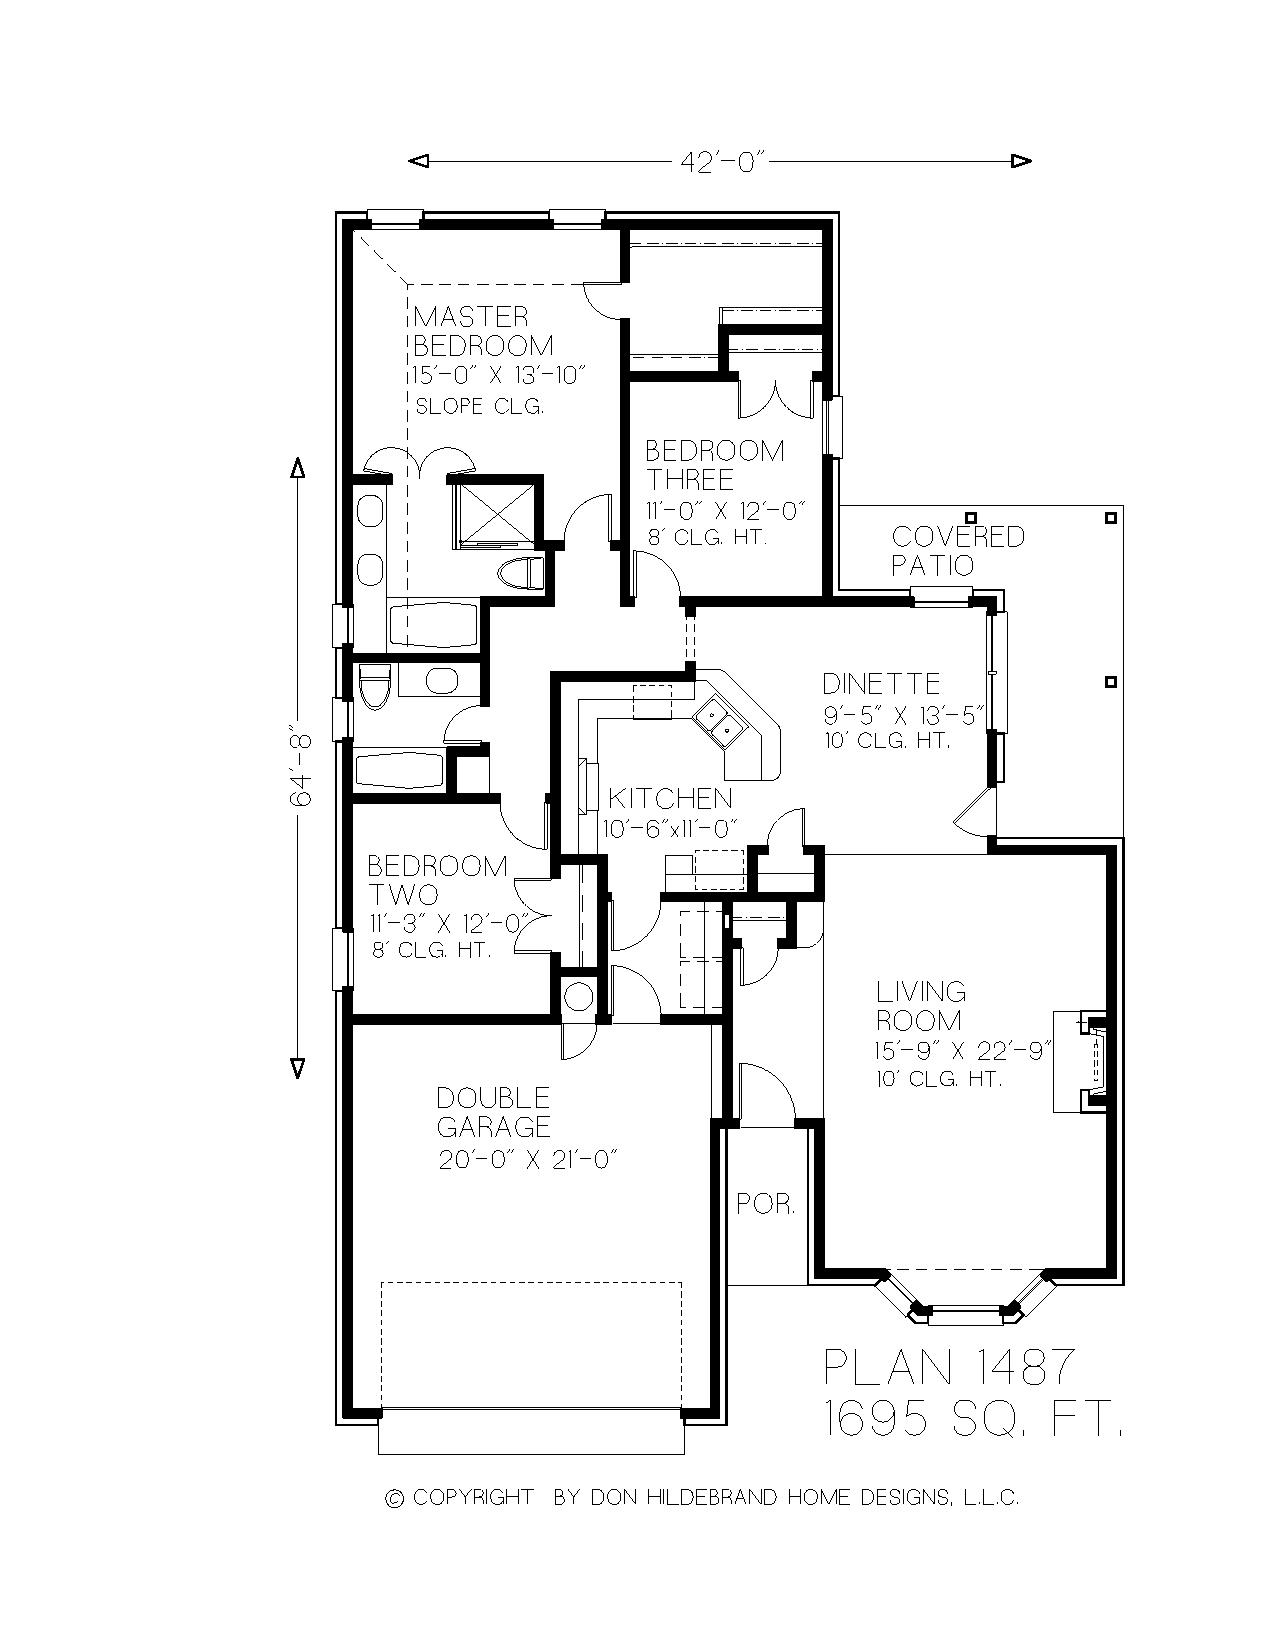 42'-0"
MASTER
BEDROOM
15'-0" X 13'-10"
SLOPE CLG.
BEDROOM
THREE
11'-0" X 12'-0"
8' CLG. HT.
COVERED
PATIO
64'-8"
DINETTE
9'-5" X 13'-5"
10' CLG. HT.
KITCHEN
10'-6"x11'-0"
BEDROOM
TWO
11'-3" X 12'-0"
8' CLG. HT.
LIVING
ROOM
15'-9" X 22'-9"
10' CLG. HT.
DOUBLE
GARAGE
20'-0" X 21'-0"
POR.
PLAN 1487
1695 SQ. FT.
© COPYRIGHT BY DON HILDEBRAND HOME DESIGNS, L.L.C.